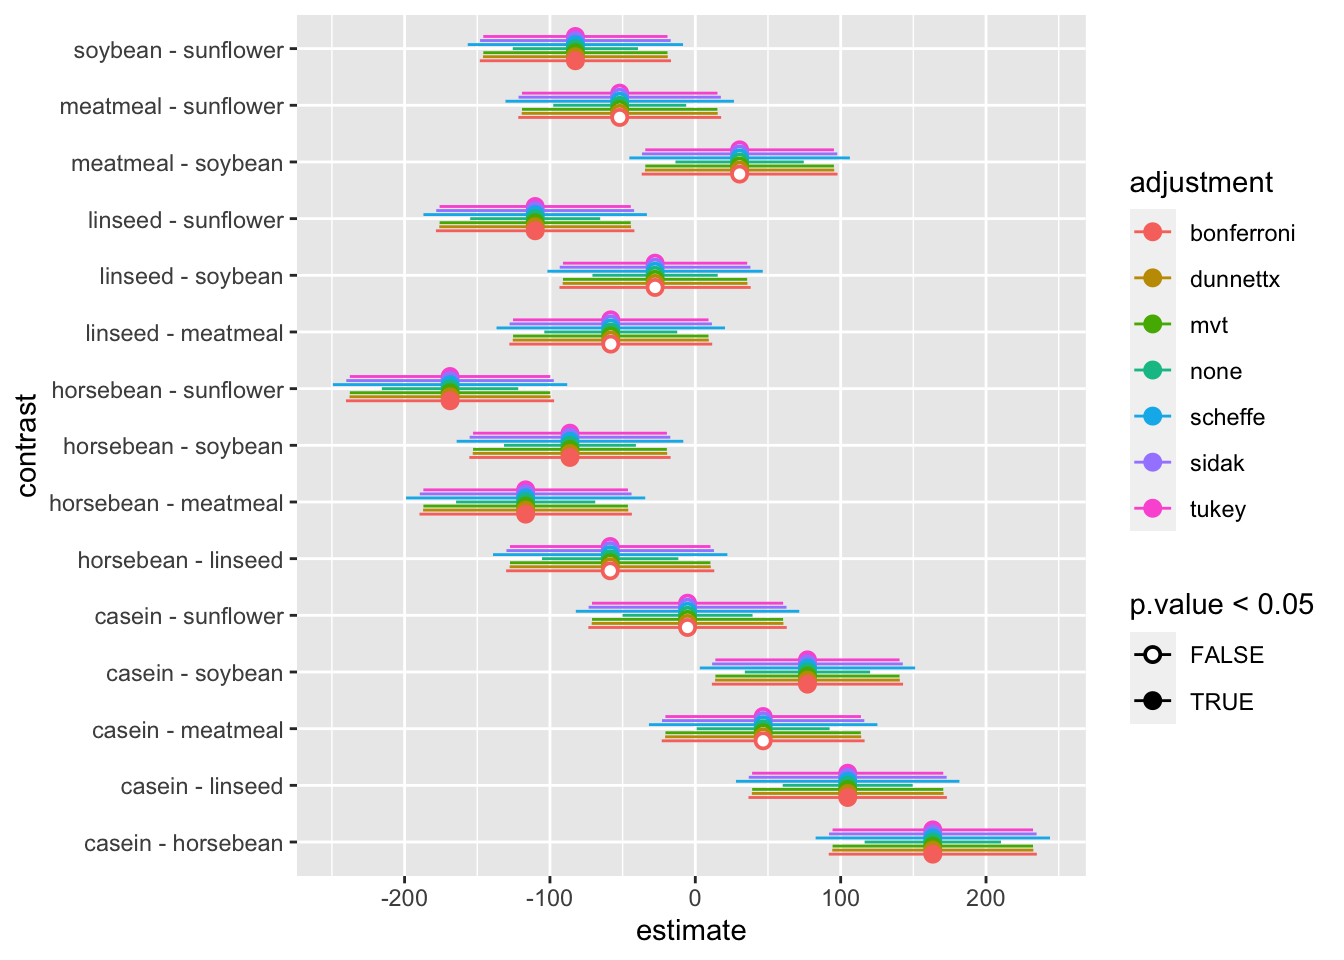 soybean - sunflower
meatmeal - sunflower
meatmeal - soybean
linseed - sunflower
linseed - soybean
linseed - meatmeal
horsebean - sunflower
horsebean - soybean
horsebean - meatmeal
horsebean - linseed
casein - sunflower
casein - soybean
casein - meatmeal
casein - linseed
casein - horsebean
contrast
-200 -100 0 100 200
estimate
adjustment
bonferroni
dunnettx
mvt
none
scheffe
sidak
tukey
p.value < 0.05
FALSE
TRUE